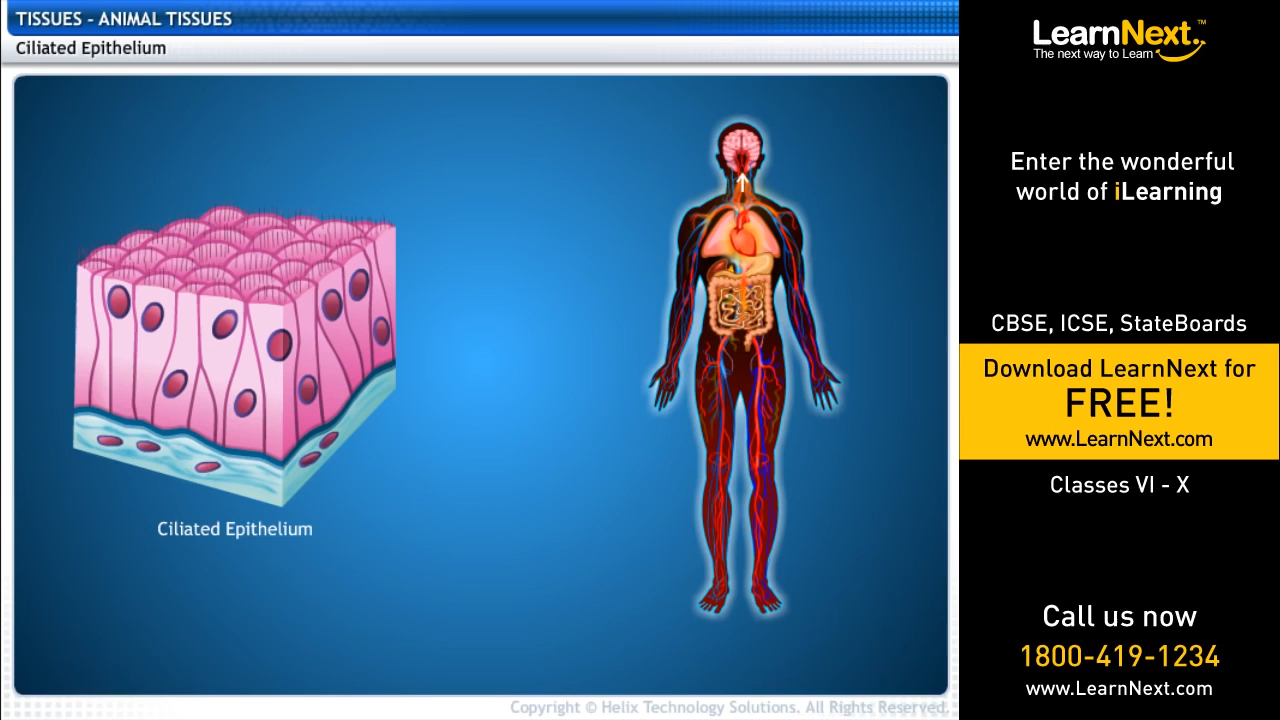 TISSUES - ANIMAL TISSUES
Ciliated Epithelium
Ciliated Epithelium
Copyright © Helix Technology Solutions. All Rights Reserved.
LearnNext.™
The next way to Learn
Enter the wonderful
world of iLearning
CBSE, ICSE, StateBoards
Download LearnNext for
FREE!
www.LearnNext.com
Classes VI - X
Call us now
1800-419-1234
www.LearnNext.com